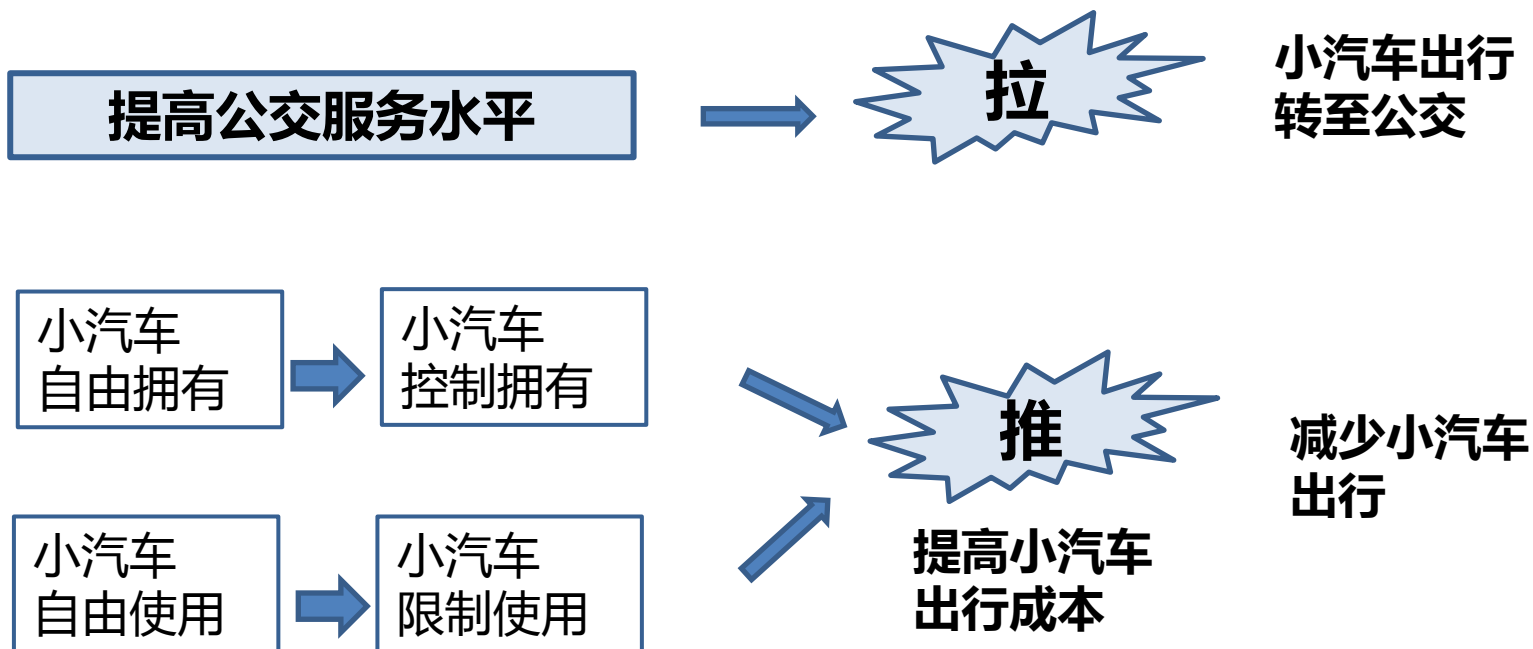 提高公交服务水平
拉
小汽车出行
转至公交
小汽车
自由拥有
小汽车
控制拥有
推
减少小汽车
出行
提高小汽车
出行成本
小汽车
自由使用
小汽车
限制使用